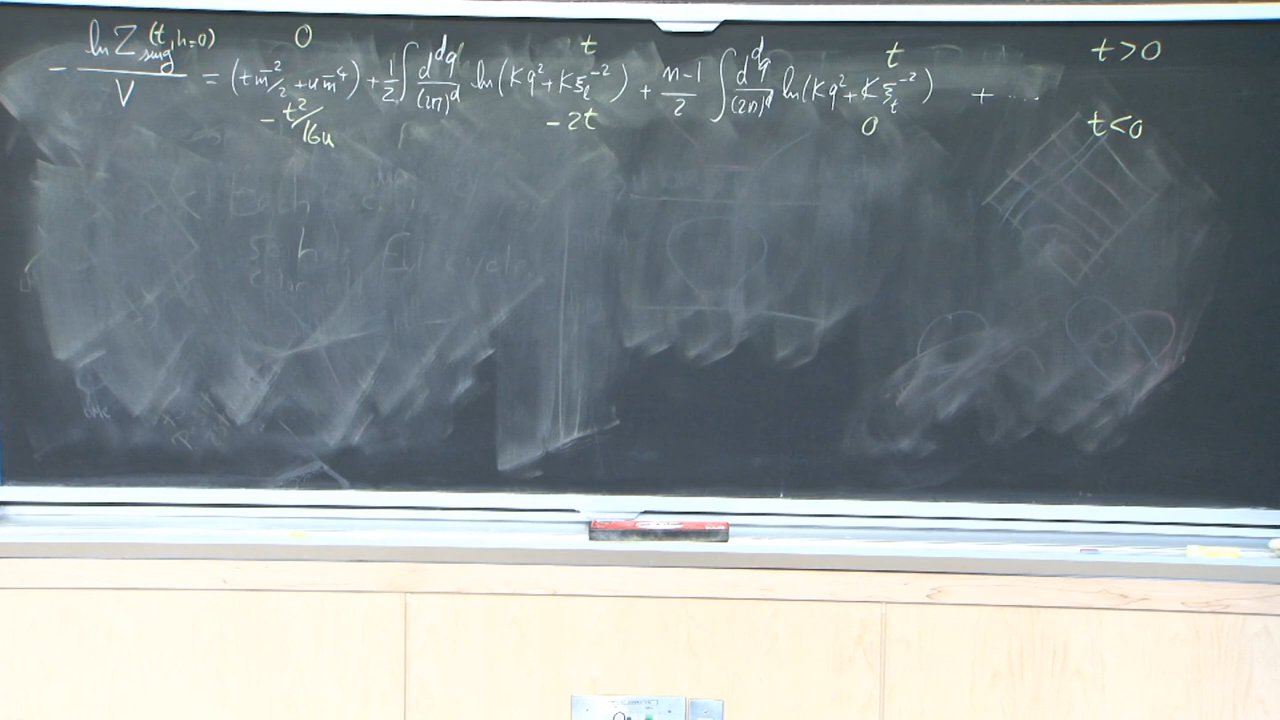 0 t t t>0
- ln Z_sing (t, h=0) / V = (t m̄²/2 + u m̄⁴) + 1/2 ∫ d^d q/(2π)^d ln(Kq² + Kξ_ℓ^{-2}) + n-1/2 ∫ d^d q/(2π)^d ln(Kq² + Kξ_t^{-2}) + ....
- t²/16u -2t 0 t<0